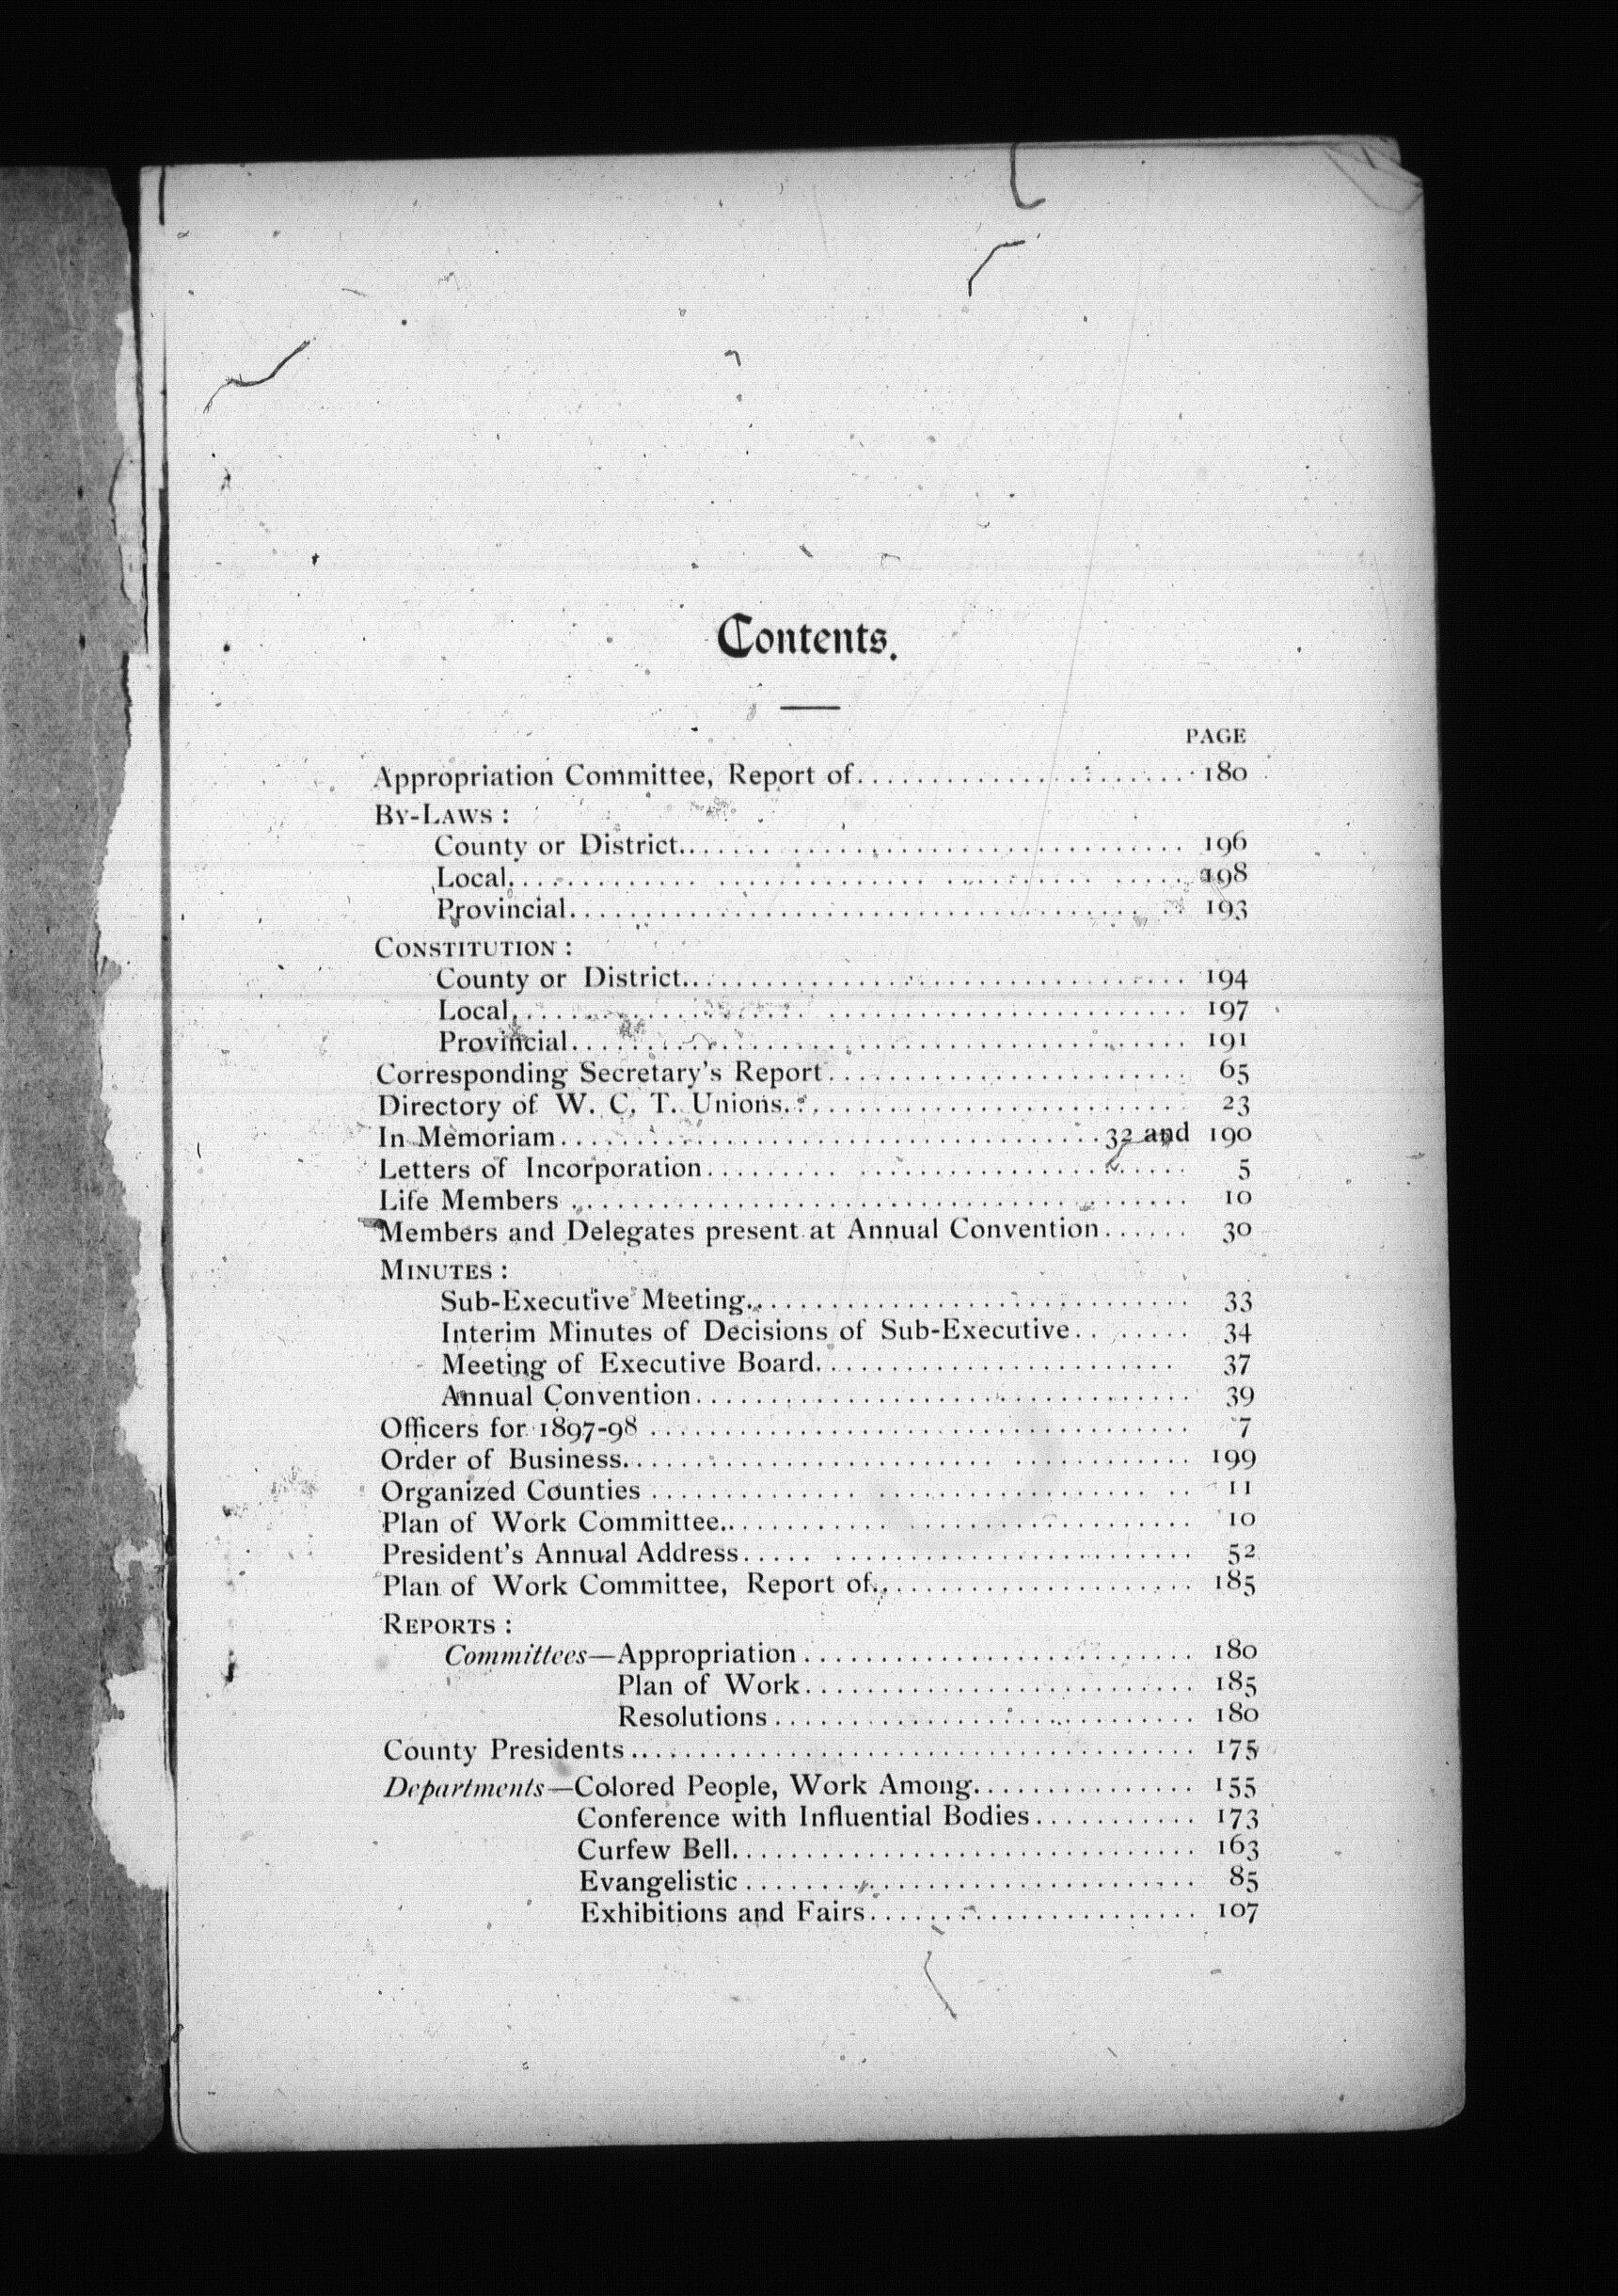 Contents.
PAGE
Appropriation Committee, Report of........................ 180
BY-LAWS :
County or District.................................. 196
Local............................................. 198
Provincial......................................... 193
CONSTITUTION :
County or District.................................. 194
Local............................................. 197
Provincial......................................... 191
Corresponding Secretary's Report........................ 65
Directory of W. C. T. Unions........................... 23
In Memoriam.....................................32 and 190
Letters of Incorporation................................ 5
Life Members ......................................... 10
Members and Delegates present at Annual Convention...... 30
MINUTES :
Sub-Executive Meeting.............................. 33
Interim Minutes of Decisions of Sub-Executive........ 34
Meeting of Executive Board......................... 37
Annual Convention................................. 39
Officers for 1897-98 .................................... 7
Order of Business...................................... 199
Organized Counties .................................... 11
Plan of Work Committee................................ 10
President's Annual Address.............................. 52
Plan of Work Committee, Report of...................... 185
REPORTS :
Committees—Appropriation.......................... 180
Plan of Work.......................... 185
Resolutions............................ 180
County Presidents...................................... 175
Departments—Colored People, Work Among............... 155
Conference with Influential Bodies........... 173
Curfew Bell............................... 163
Evangelistic.............................. 85
Exhibitions and Fairs...................... 107